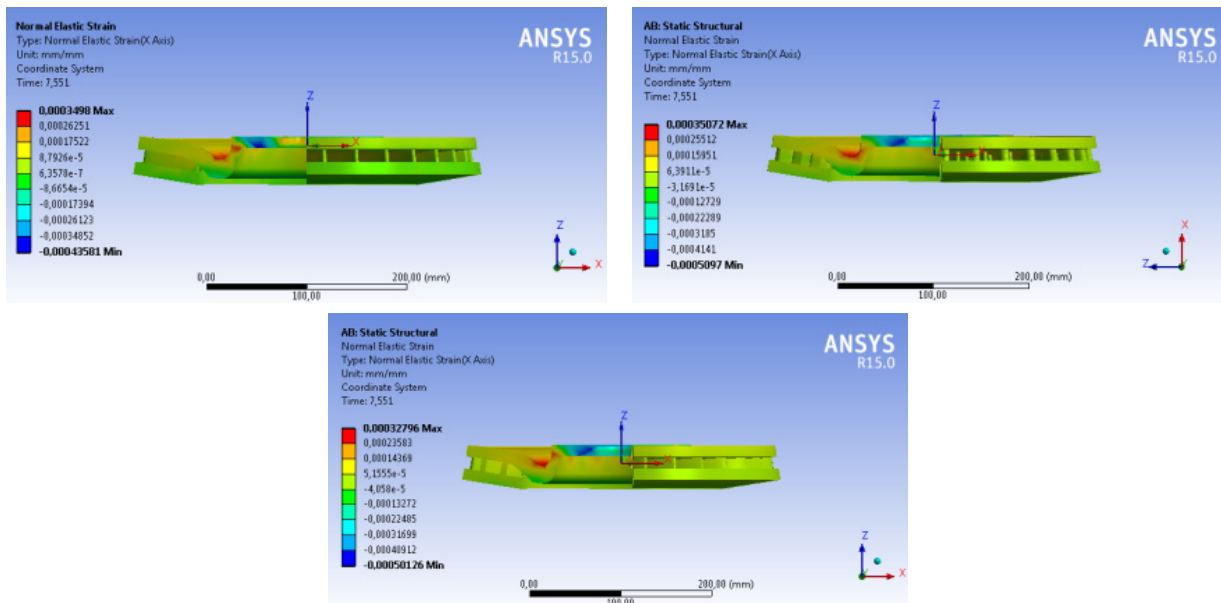 Normal Elastic Strain
Type: Normal Elastic Strain(X Axis)
Unit: mm/mm
Coordinate System
Time: 7,551
ANSYS
R15.0
0,0003498 Max
0,00026251
0,00017522
8,7926e-5
6,3578e-7
-8,6654e-5
-0,00017394
-0,00026123
-0,00034852
-0,00043581 Min
Z
X
Z
X
0,00
200,00 (mm)
100,00
AB: Static Structural
Normal Elastic Strain
Type: Normal Elastic Strain(X Axis)
Unit: mm/mm
Coordinate System
Time: 7,551
ANSYS
R15.0
0,00035072 Max
0,00025512
0,00015951
6,3911e-5
-3,1691e-5
-0,00012729
-0,00022289
-0,0003185
-0,0004141
-0,0005097 Min
Z
X
Z
Y
0,00
200,00 (mm)
100,00
AB: Static Structural
Normal Elastic Strain
Type: Normal Elastic Strain(X Axis)
Unit: mm/mm
Coordinate System
Time: 7,551
ANSYS
R15.0
0,00032796 Max
0,00023583
0,00014369
5,1555e-5
-4,058e-5
-0,00013272
-0,00022485
-0,00031699
-0,00040912
-0,00050126 Min
Z
Z
X
0,00
200,00 (mm)
100,00